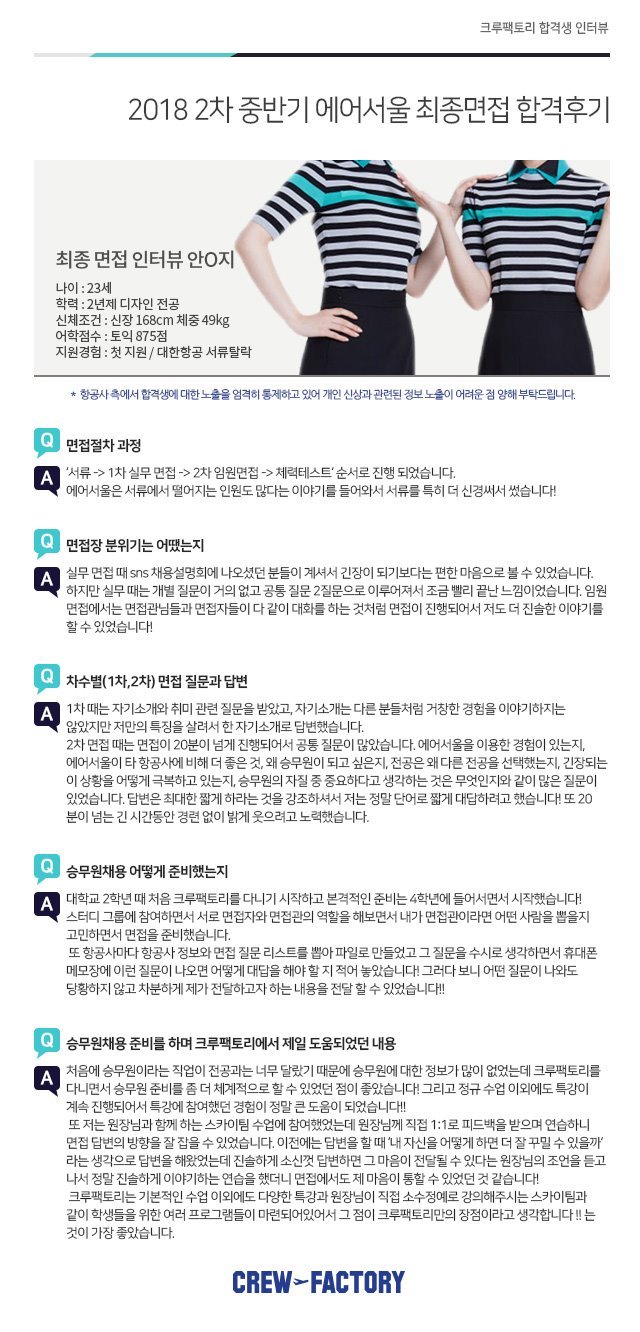 크루팩토리 합격생 인터뷰
2018 2차 중반기 에어서울 최종면접 합격후기
최종 면접 인터뷰 안O지
나이 : 23세
학력 : 2년제 디자인 전공
신체조건 : 신장 168cm 체중 49kg
어학점수 : 토익 875점
지원경험 : 첫 지원 / 대한항공 서류탈락
* 항공사 측에서 합격생에 대한 노출을 엄격히 통제하고 있어 개인 신상과 관련된 정보 노출이 어려운 점 양해 부탁드립니다.
Q 면접절차 과정
A '서류 -> 1차 실무 면접 -> 2차 임원면접 -> 체력테스트' 순서로 진행 되었습니다.
에어서울은 서류에서 떨어지는 인원도 많다는 이야기를 들어와서 서류를 특히 더 신경써서 썼습니다!
Q 면접장 분위기는 어땠는지
A 실무 면접 때 sns 채용설명회에 나오셨던 분들이 계셔서 긴장이 되기보다는 편한 마음으로 볼 수 있었습니다.
하지만 실무 때는 개별 질문이 거의 없고 공통 질문 2질문으로 이루어져서 조금 빨리 끝난 느낌이었습니다. 임원
면접에서는 면접관님들과 면접자들이 다 같이 대화를 하는 것처럼 면접이 진행되어서 저도 더 진솔한 이야기를
할 수 있었습니다!
Q 차수별(1차,2차) 면접 질문과 답변
A 1차 때는 자기소개와 취미 관련 질문을 받았고, 자기소개는 다른 분들처럼 거창한 경험을 이야기하지는
않았지만 저만의 특징을 살려서 한 자기소개로 답변했습니다.
2차 면접 때는 면접이 20분이 넘게 진행되어서 공통 질문이 많았습니다. 에어서울을 이용한 경험이 있는지,
에어서울이 타 항공사에 비해 더 좋은 것, 왜 승무원이 되고 싶은지, 전공은 왜 다른 전공을 선택했는지, 긴장되는
이 상황을 어떻게 극복하고 있는지, 승무원의 자질 중 중요하다고 생각하는 것은 무엇인지와 같이 많은 질문이
있었습니다. 답변은 최대한 짧게 하라는 것을 강조하셔서 저는 정말 단어로 짧게 대답하려고 했습니다! 또 20
분이 넘는 긴 시간동안 경련 없이 밝게 웃으려고 노력했습니다.
Q 승무원채용 어떻게 준비했는지
A 대학교 2학년 때 처음 크루팩토리를 다니기 시작하고 본격적인 준비는 4학년에 들어서면서 시작했습니다!
스터디 그룹에 참여하면서 서로 면접자와 면접관의 역할을 해보면서 내가 면접관이라면 어떤 사람을 뽑을지
고민하면서 면접을 준비했습니다.
또 항공사마다 항공사 정보와 면접 질문 리스트를 뽑아 파일로 만들었고 그 질문을 수시로 생각하면서 휴대폰
메모장에 이런 질문이 나오면 어떻게 대답을 해야 할 지 적어 놓았습니다! 그러다 보니 어떤 질문이 나와도
당황하지 않고 차분하게 제가 전달하고자 하는 내용을 전달 할 수 있었습니다!!
Q 승무원채용 준비를 하며 크루팩토리에서 제일 도움되었던 내용
A 처음에 승무원이라는 직업이 전공과는 너무 달랐기 때문에 승무원에 대한 정보가 많이 없었는데 크루팩토리를
다니면서 승무원 준비를 좀 더 체계적으로 할 수 있었던 점이 좋았습니다! 그리고 정규 수업 이외에도 특강이
계속 진행되어서 특강에 참여했던 경험이 정말 큰 도움이 되었습니다!!
또 저는 원장님과 함께 하는 스카이팀 수업에 참여했었는데 원장님께 직접 1:1로 피드백을 받으며 연습하니
면접 답변의 방향을 잘 잡을 수 있었습니다. 이전에는 답변을 할 때 '내 자신을 어떻게 하면 더 잘 꾸밀 수 있을까'
라는 생각으로 답변을 해왔었는데 진솔하게 소신껏 답변하면 그 마음이 전달될 수 있다는 원장님의 조언을 듣고
나서 정말 진솔하게 이야기하는 연습을 했더니 면접에서도 제 마음이 통할 수 있었던 것 같습니다!
크루팩토리는 기본적인 수업 이외에도 다양한 특강과 원장님이 직접 소수정예로 강의해주시는 스카이팀과
같이 학생들을 위한 여러 프로그램들이 마련되어있어서 그 점이 크루팩토리만의 장점이라고 생각합니다 !! 는
것이 가장 좋았습니다.
CREW FACTORY